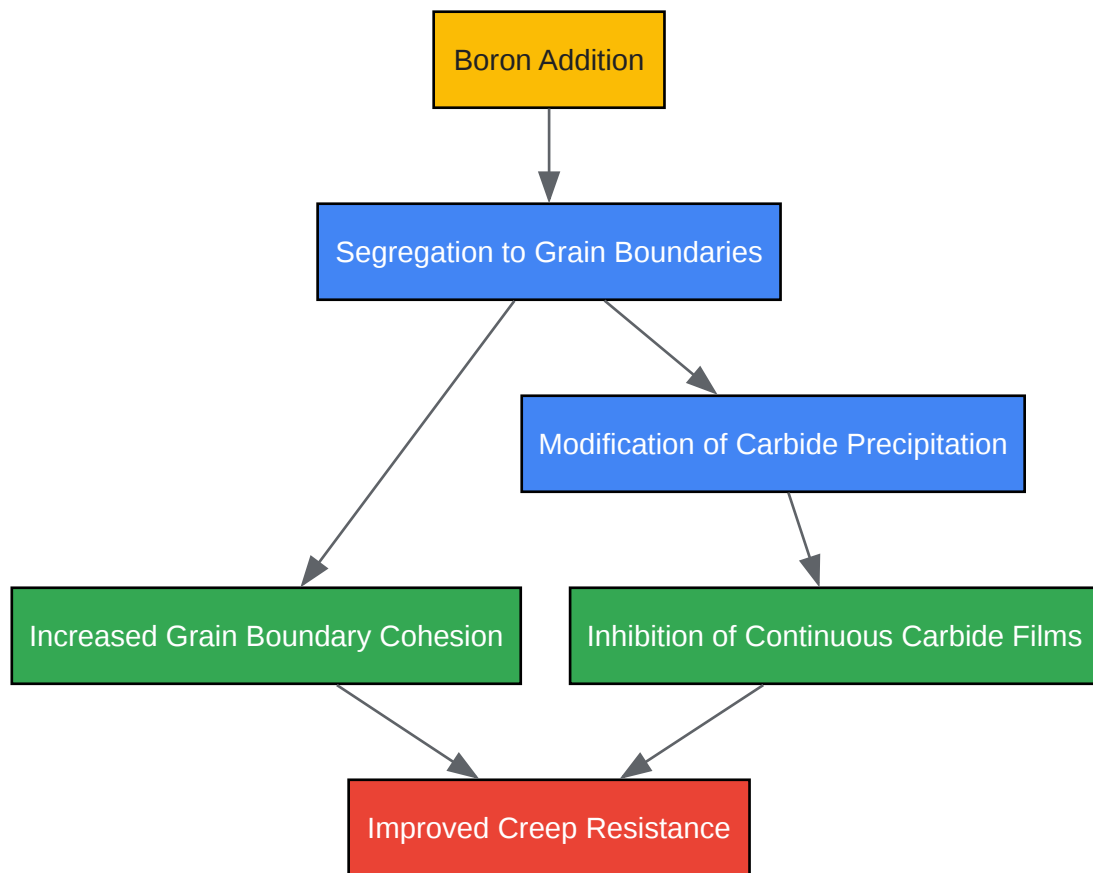 Boron Addition
Segregation to Grain Boundaries
Modification of Carbide Precipitation
Increased Grain Boundary Cohesion
Inhibition of Continuous Carbide Films
Improved Creep Resistance